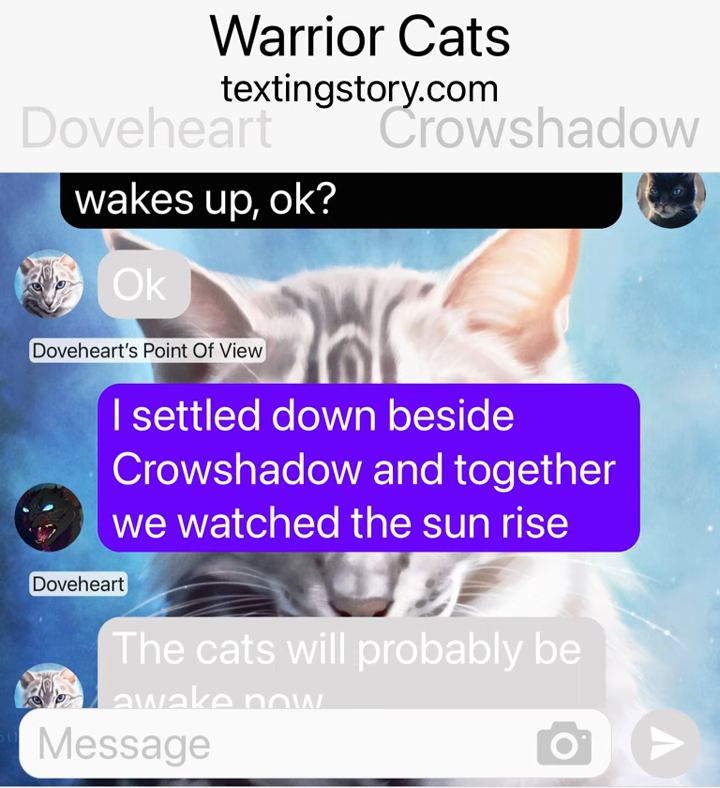 Warrior Cats
textingstory.com
Doveheart Crowshadow
wakes up, ok?
Ok
Doveheart's Point Of View
I settled down beside
Crowshadow and together
we watched the sun rise
Doveheart
The cats will probably be
awake now
Message